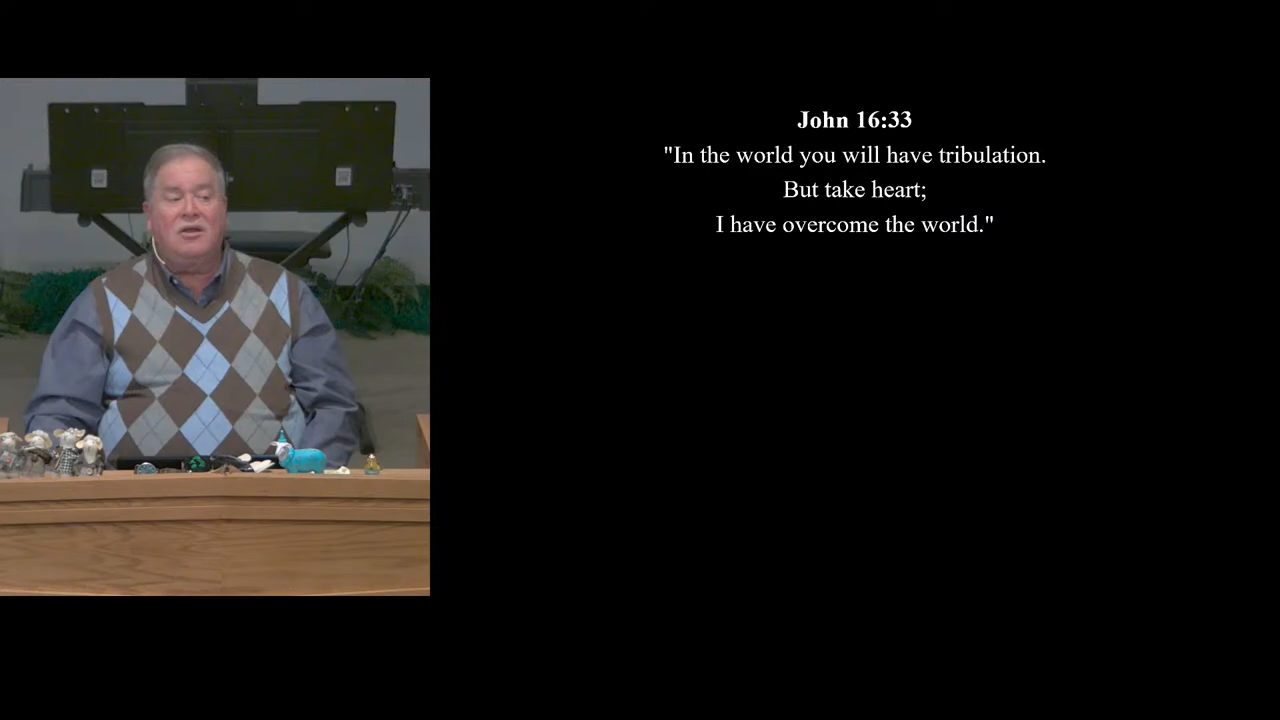 John 16:33
"In the world you will have tribulation.
But take heart;
I have overcome the world."